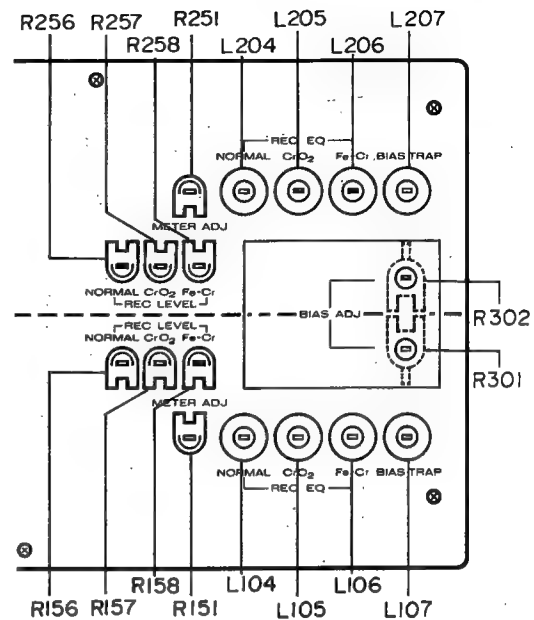 R256 R257 R251 L205 L207
R258 L204 L206
REC EQ
NORMAL CrO₂ Fe-Cr BIAS TRAP
METER ADJ
NORMAL CrO₂ Fe-Cr
REC LEVEL
BIAS ADJ
R302
REC LEVEL
NORMAL CrO₂ Fe-Cr
R301
METER ADJ
NORMAL CrO₂ Fe-Cr BIAS TRAP
REC EQ
R158 L104 L106
R156 R157 R151 L105 L107